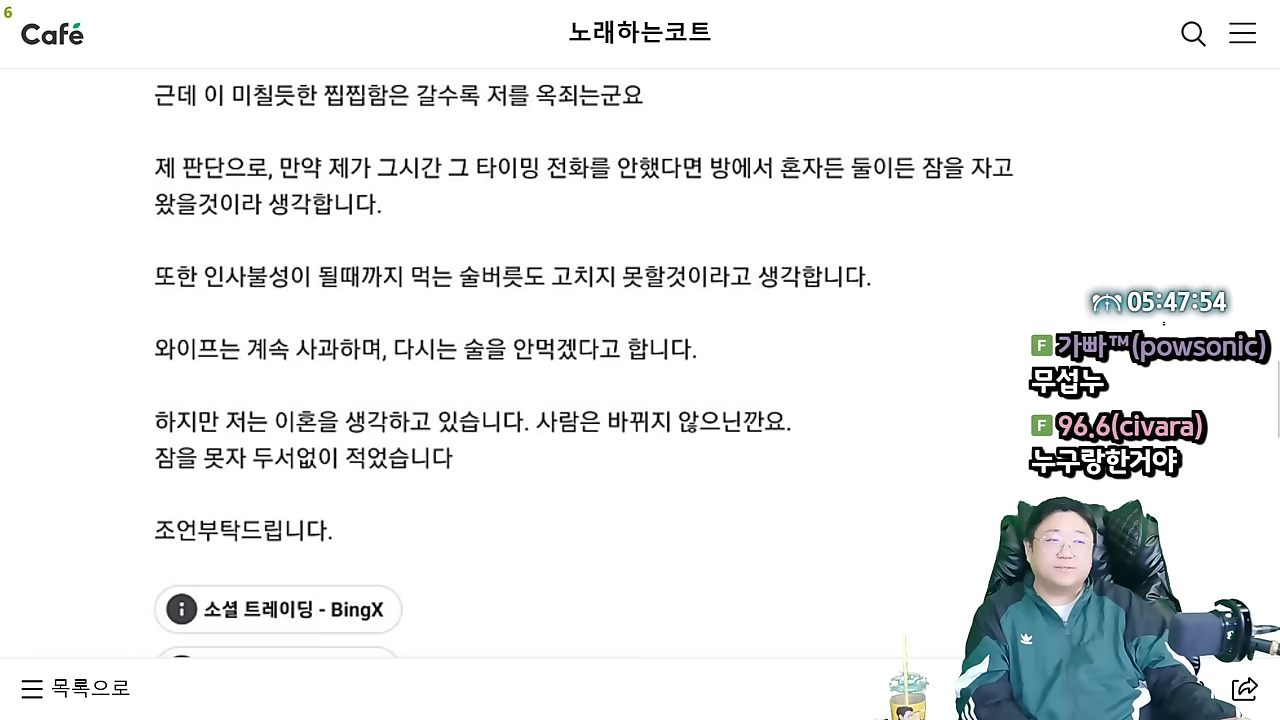 6
Café
노래하는코트
근데 이 미칠듯한 찝찝함은 갈수록 저를 옥죄는군요
제 판단으로, 만약 제가 그시간 그 타이밍 전화를 안했다면 방에서 혼자든 둘이든 잠을 자고
왔을것이라 생각합니다.
또한 인사불성이 될때까지 먹는 술버릇도 고치지 못할것이라고 생각합니다.
와이프는 계속 사과하며, 다시는 술을 안먹겠다고 합니다.
하지만 저는 이혼을 생각하고 있습니다. 사람은 바뀌지 않으닌깐요.
잠을 못자 두서없이 적었습니다
조언부탁드립니다.
소셜 트레이딩 - BingX
목록으로
05:47:54
F 가빠™(powsonic)
무섭누
F 96.6(civara)
누구랑한거야